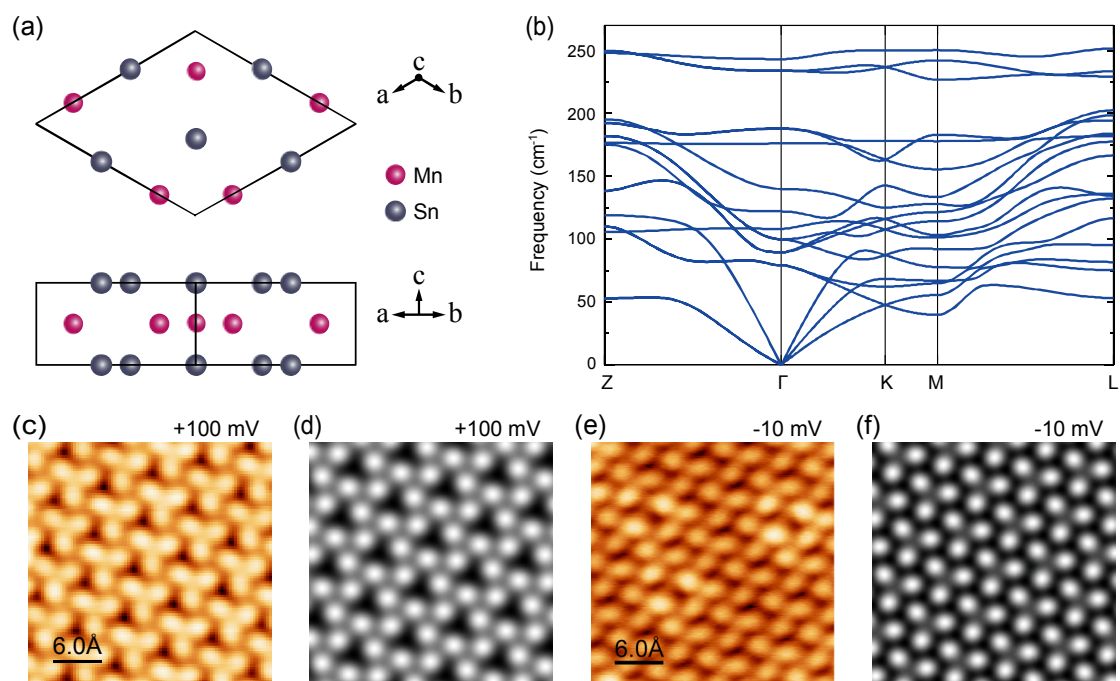 (a)
c
a
b
Mn
Sn
c
a
b
(b)
Frequency (cm⁻¹)
250
200
150
100
50
0
Z
Γ
K
M
L
(c)
+100 mV
6.0Å
(d)
+100 mV
(e)
-10 mV
6.0Å
(f)
-10 mV